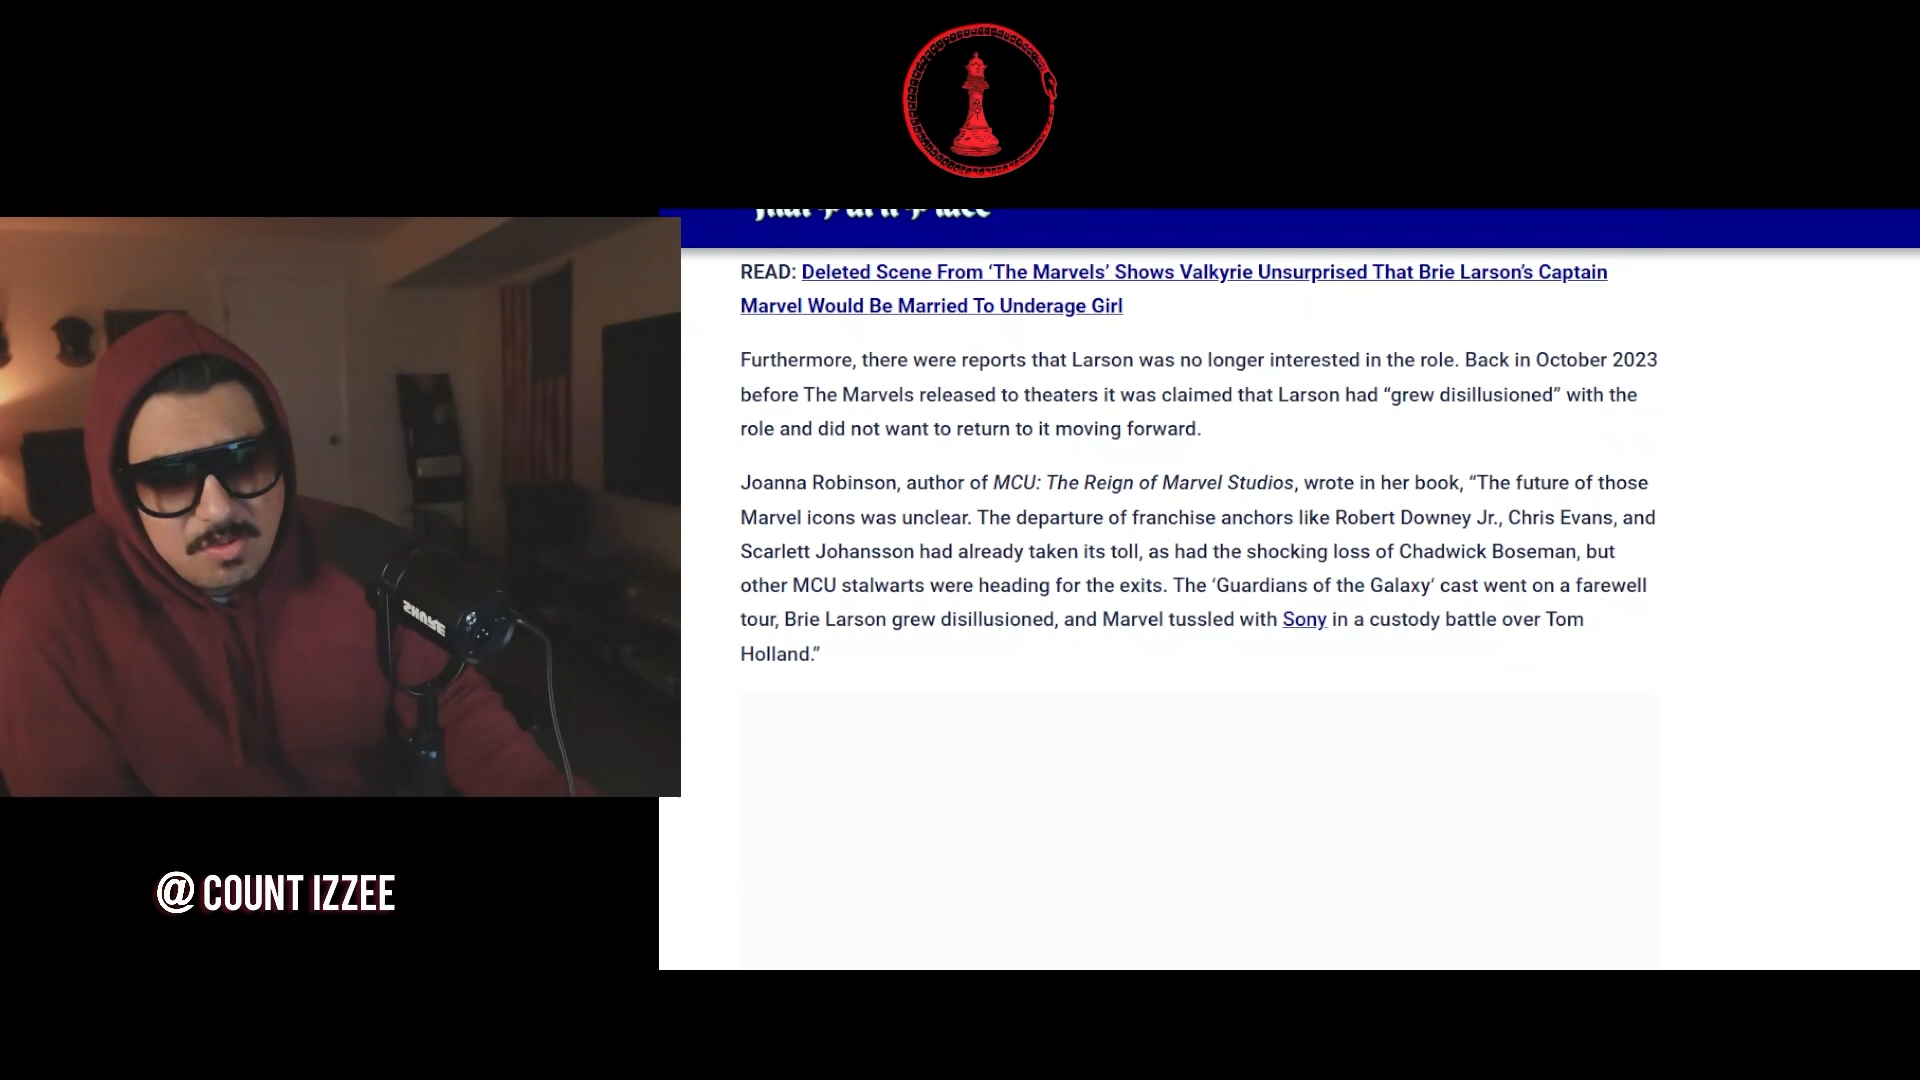 READ: Deleted Scene From ‘The Marvels’ Shows Valkyrie Unsurprised That Brie Larson’s Captain
Marvel Would Be Married To Underage Girl
Furthermore, there were reports that Larson was no longer interested in the role. Back in October 2023
before The Marvels released to theaters it was claimed that Larson had “grew disillusioned” with the
role and did not want to return to it moving forward.
Joanna Robinson, author of MCU: The Reign of Marvel Studios, wrote in her book, “The future of those
Marvel icons was unclear. The departure of franchise anchors like Robert Downey Jr., Chris Evans, and
Scarlett Johansson had already taken its toll, as had the shocking loss of Chadwick Boseman, but
other MCU stalwarts were heading for the exits. The ‘Guardians of the Galaxy‘ cast went on a farewell
tour, Brie Larson grew disillusioned, and Marvel tussled with Sony in a custody battle over Tom
Holland.”
SHURE
@ COUNT IZZEE